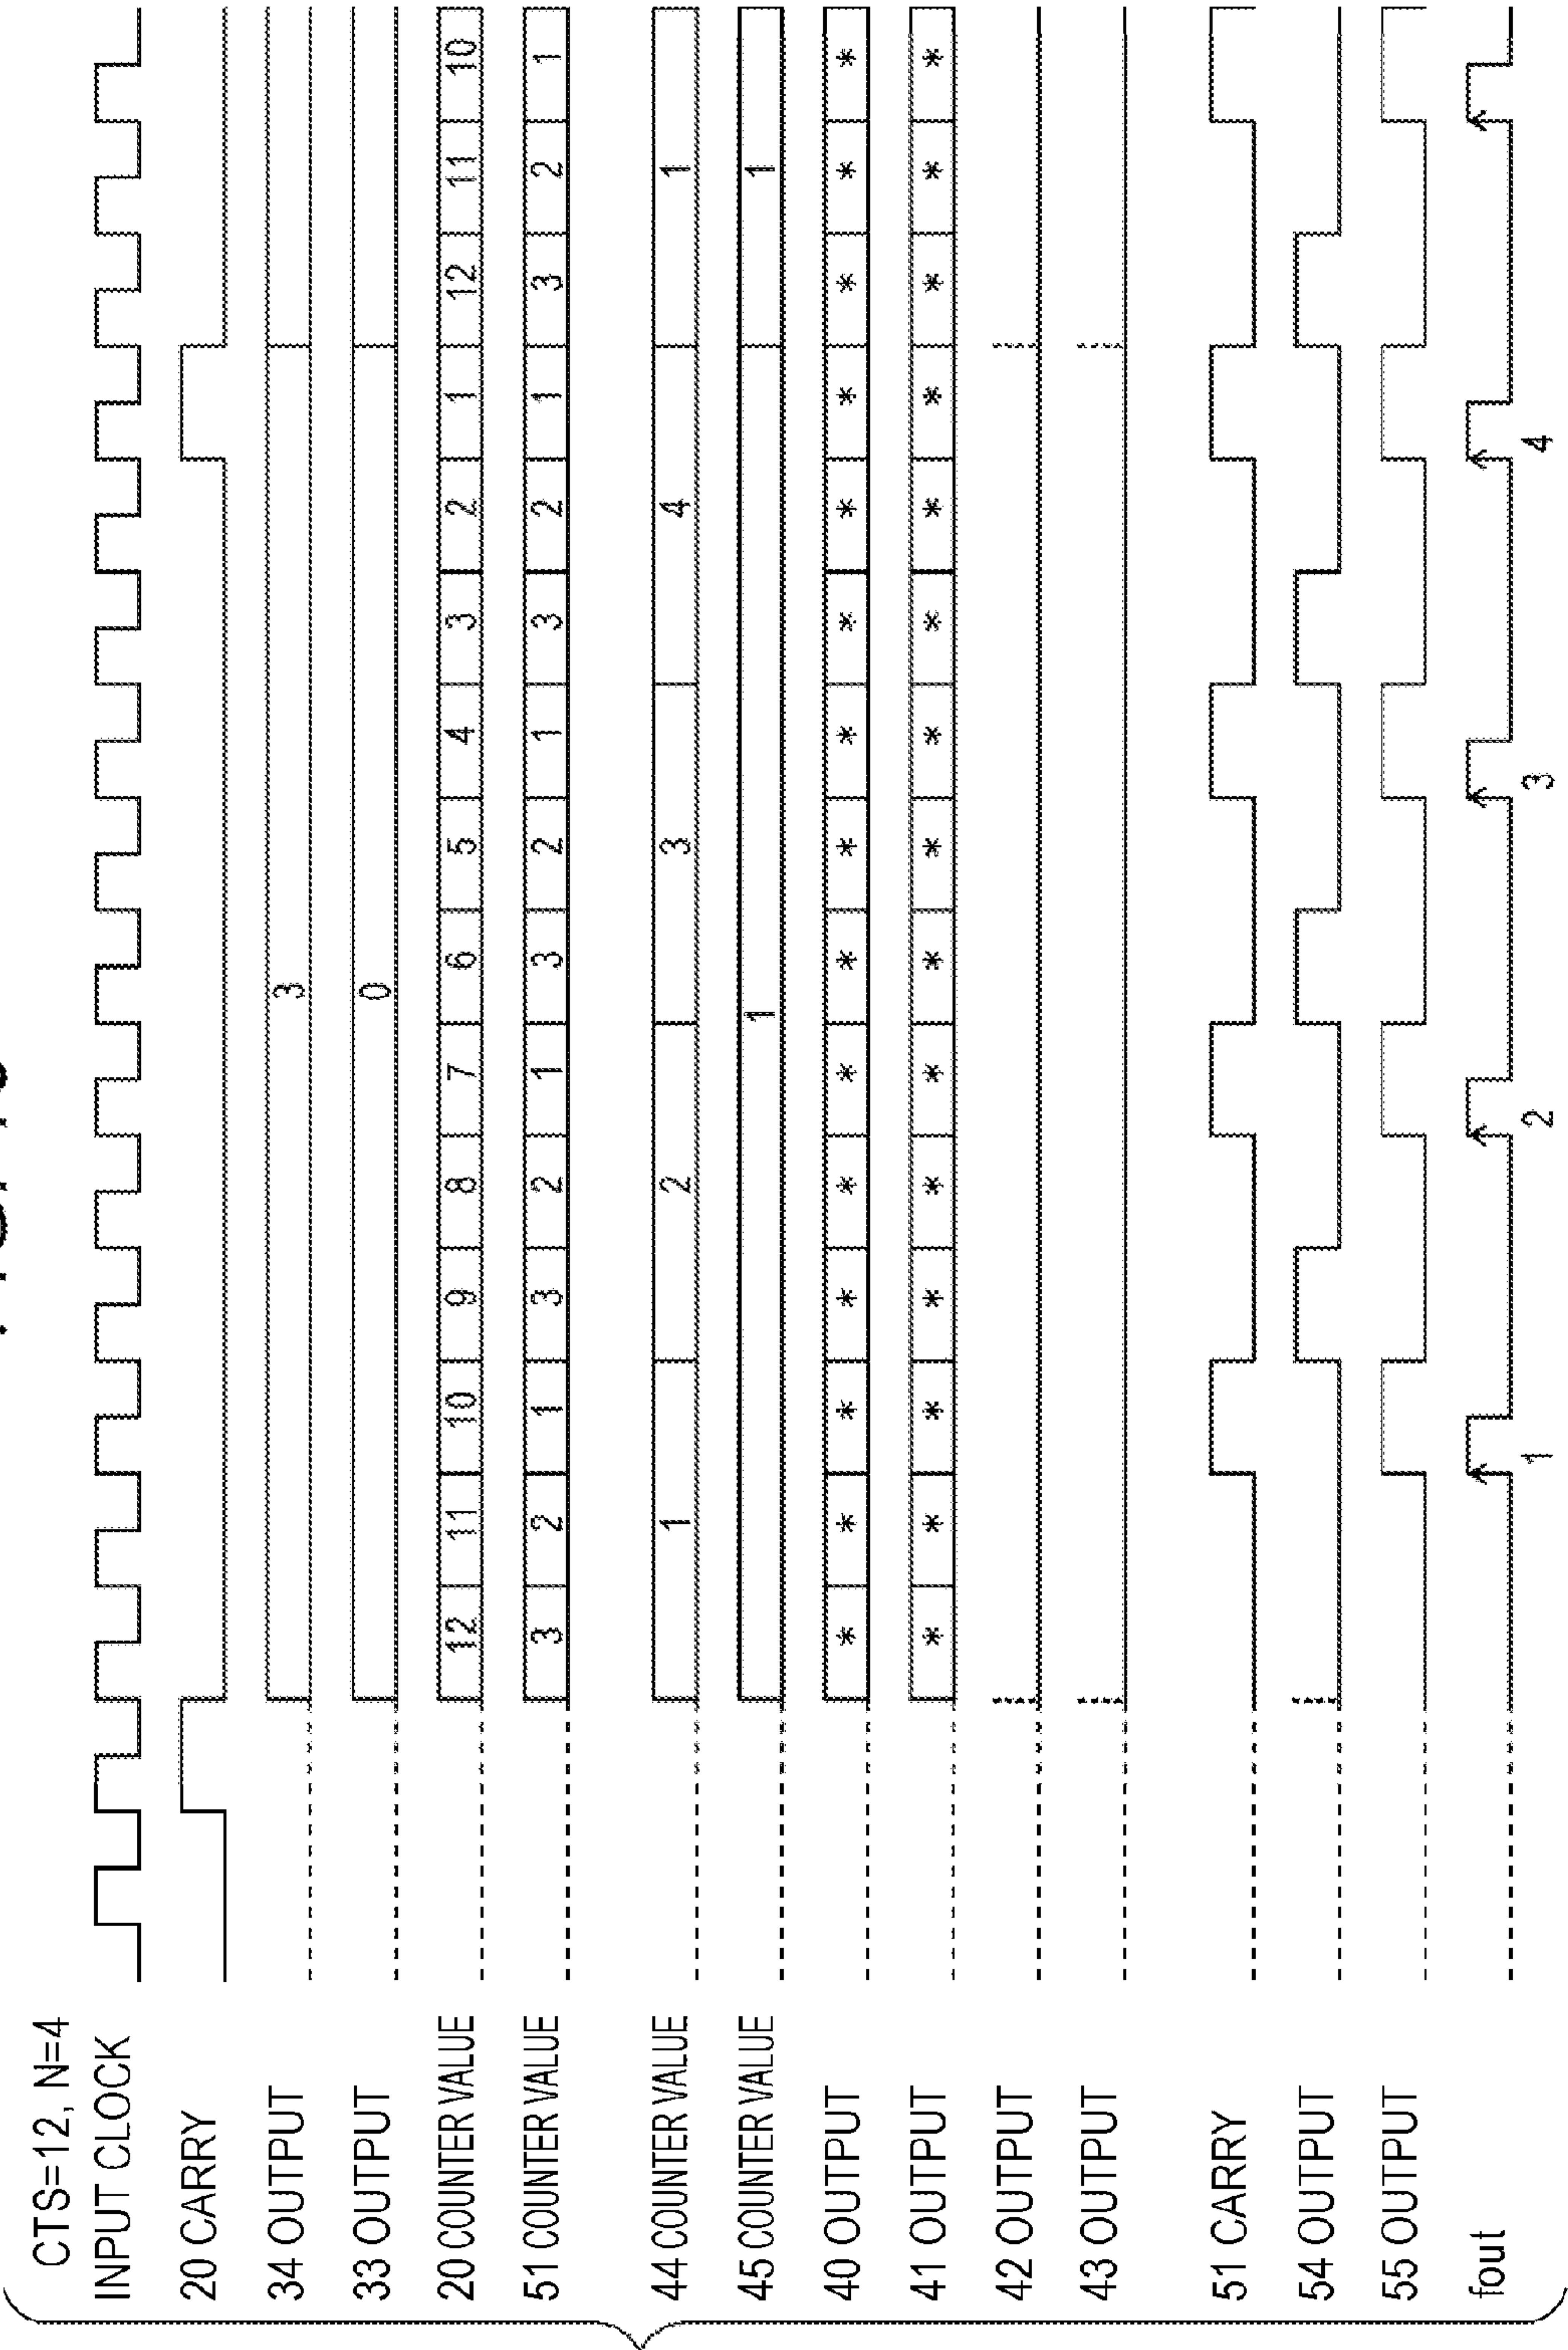 CTS=12, N=4
INPUT CLOCK
20 CARRY
34 OUTPUT 3
33 OUTPUT 0
20 COUNTER VALUE 12 11 10 9 8 7 6 5 4 3 2 1 12 11 10
51 COUNTER VALUE 3 2 1 3 2 1 3 2 1 3 2 1 3 2 1
44 COUNTER VALUE 1 2 3 4 1
45 COUNTER VALUE 1 1
40 OUTPUT * * * * * * * * * * * * * * *
41 OUTPUT * * * * * * * * * * * * * * *
42 OUTPUT
43 OUTPUT
51 CARRY
54 OUTPUT
55 OUTPUT
fout
1 2 3 4